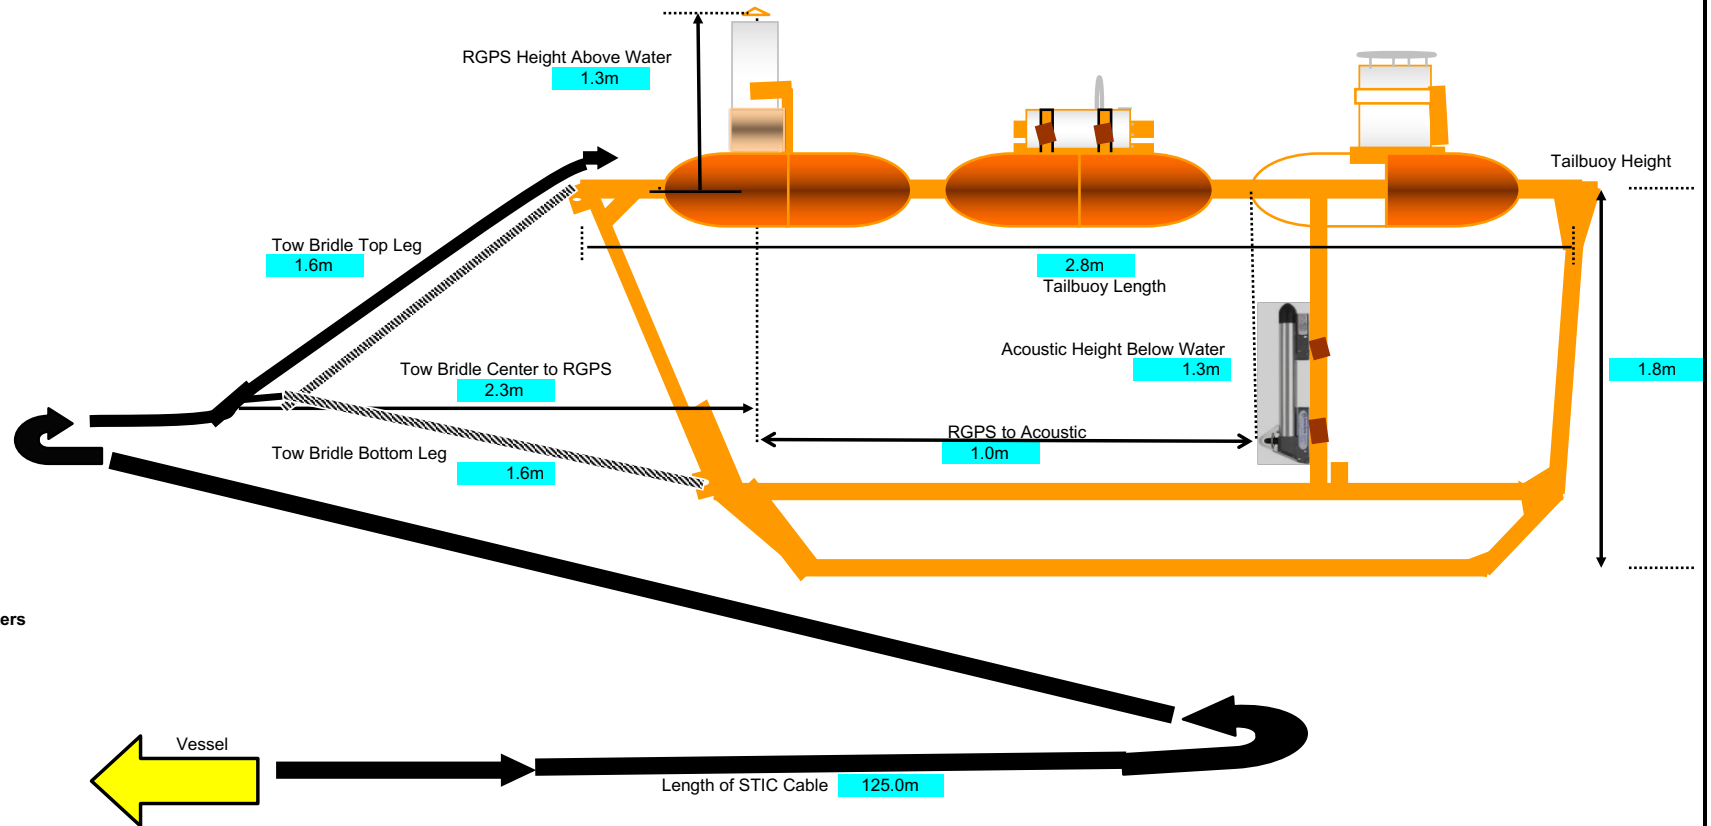 RGPS Height Above Water
1.3m
Tailbuoy Height
Tow Bridle Top Leg
1.6m
2.8m
Tailbuoy Length
Acoustic Height Below Water
1.3m
1.8m
Tow Bridle Center to RGPS
2.3m
RGPS to Acoustic
1.0m
Tow Bridle Bottom Leg
1.6m
ers
Vessel
Length of STIC Cable
125.0m